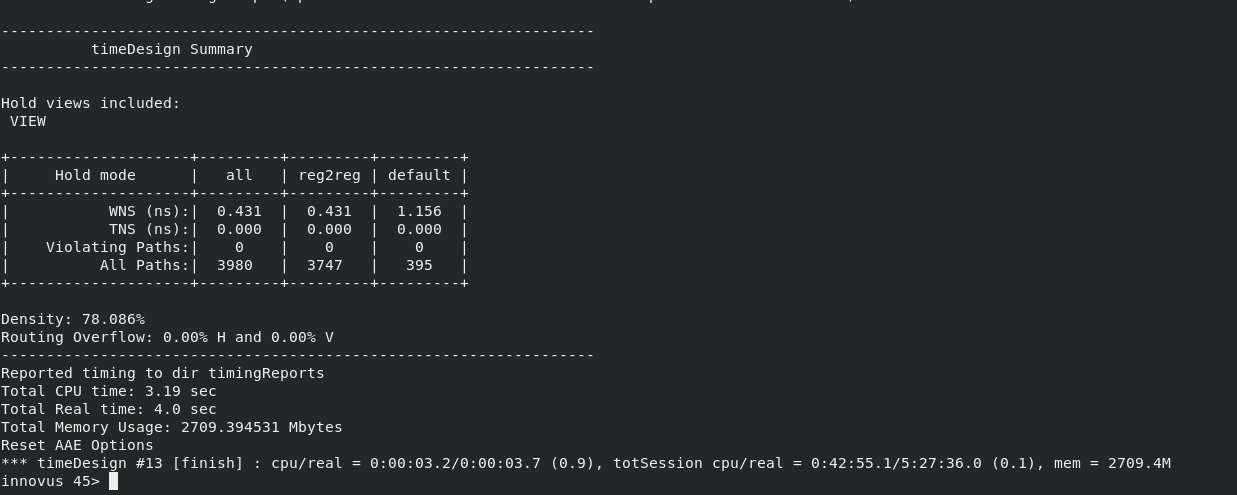 ------------------------------------------------------------------
          timeDesign Summary
------------------------------------------------------------------
Hold views included:
 VIEW
+--------------------+---------+---------+---------+
|     Hold mode      |   all   | reg2reg | default |
+--------------------+---------+---------+---------+
|           WNS (ns):|  0.431  |  0.431  |  1.156  |
|           TNS (ns):|  0.000  |  0.000  |  0.000  |
|    Violating Paths:|    0    |    0    |    0    |
|          All Paths:|  3980   |  3747   |   395   |
+--------------------+---------+---------+---------+
Density: 78.086%
Routing Overflow: 0.00% H and 0.00% V
------------------------------------------------------------------
Reported timing to dir timingReports
Total CPU time: 3.19 sec
Total Real time: 4.0 sec
Total Memory Usage: 2709.394531 Mbytes
Reset AAE Options
*** timeDesign #13 [finish] : cpu/real = 0:00:03.2/0:00:03.7 (0.9), totSession cpu/real = 0:42:55.1/5:27:36.0 (0.1), mem = 2709.4M
innovus 45>